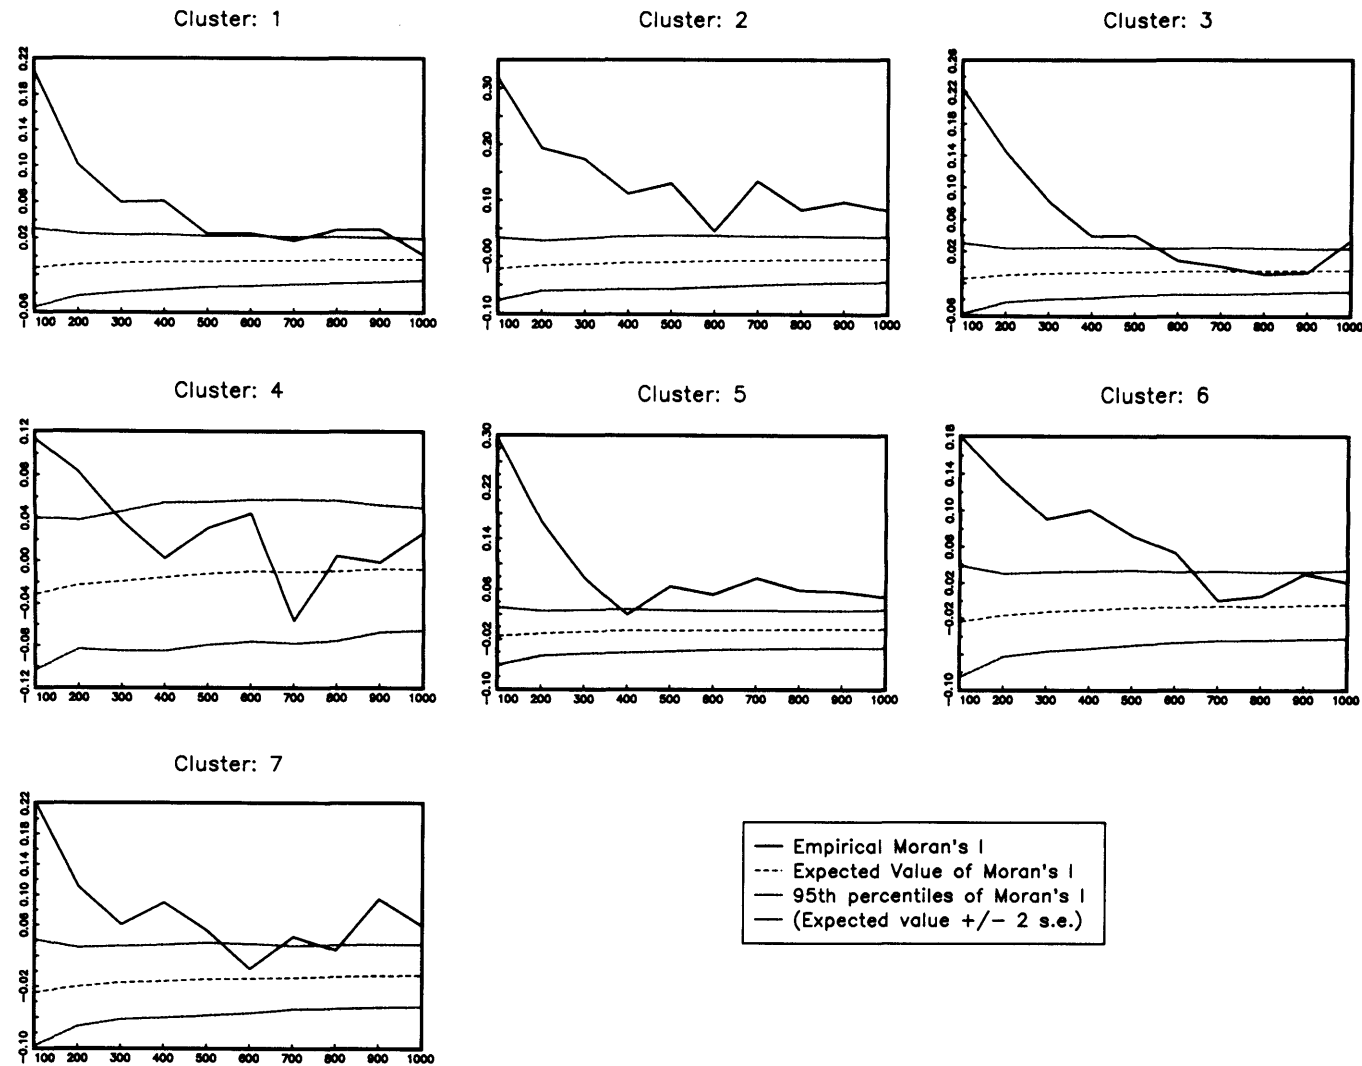 Cluster: 1
0.22
0.18
0.14
0.10
0.06
0.02
-0.06
100 200 300 400 500 600 700 800 900 1000
Cluster: 2
0.30
0.20
0.10
-0.00
-0.10
100 200 300 400 500 600 700 800 900 1000
Cluster: 3
0.26
0.22
0.18
0.14
0.10
0.06
0.02
-0.06
100 200 300 400 500 600 700 800 900 1000
Cluster: 4
0.12
0.08
0.04
0.00
-0.04
-0.08
-0.12
100 200 300 400 500 600 700 800 900 1000
Cluster: 5
0.30
0.22
0.14
0.06
-0.02
-0.10
100 200 300 400 500 600 700 800 900 1000
Cluster: 6
0.18
0.14
0.10
0.06
0.02
-0.02
-0.10
100 200 300 400 500 600 700 800 900 1000
Cluster: 7
0.22
0.18
0.14
0.10
0.06
-0.02
-0.10
100 200 300 400 500 600 700 800 900 1000
Empirical Moran's I
Expected Value of Moran's I
95th percentiles of Moran's I
(Expected value +/- 2 s.e.)